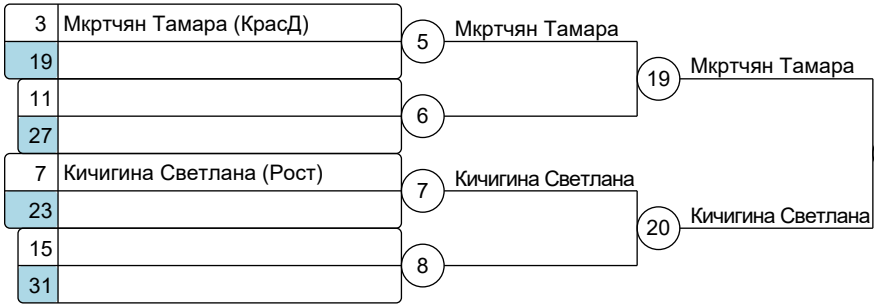 3 Мкртчян Тамара (КрасД)
19
5 Мкртчян Тамара
11
27
6
19 Мкртчян Тамара
7 Кичигина Светлана (Рост)
23
7 Кичигина Светлана
15
31
8
20 Кичигина Светлана